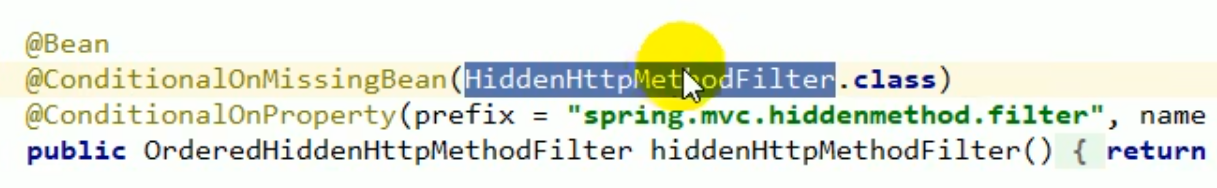 @Bean
@ConditionalOnMissingBean(HiddenHttpMethodFilter.class)
@ConditionalOnProperty(prefix = "spring.mvc.hiddenmethod.filter", name
public OrderedHiddenHttpMethodFilter hiddenHttpMethodFilter() { return